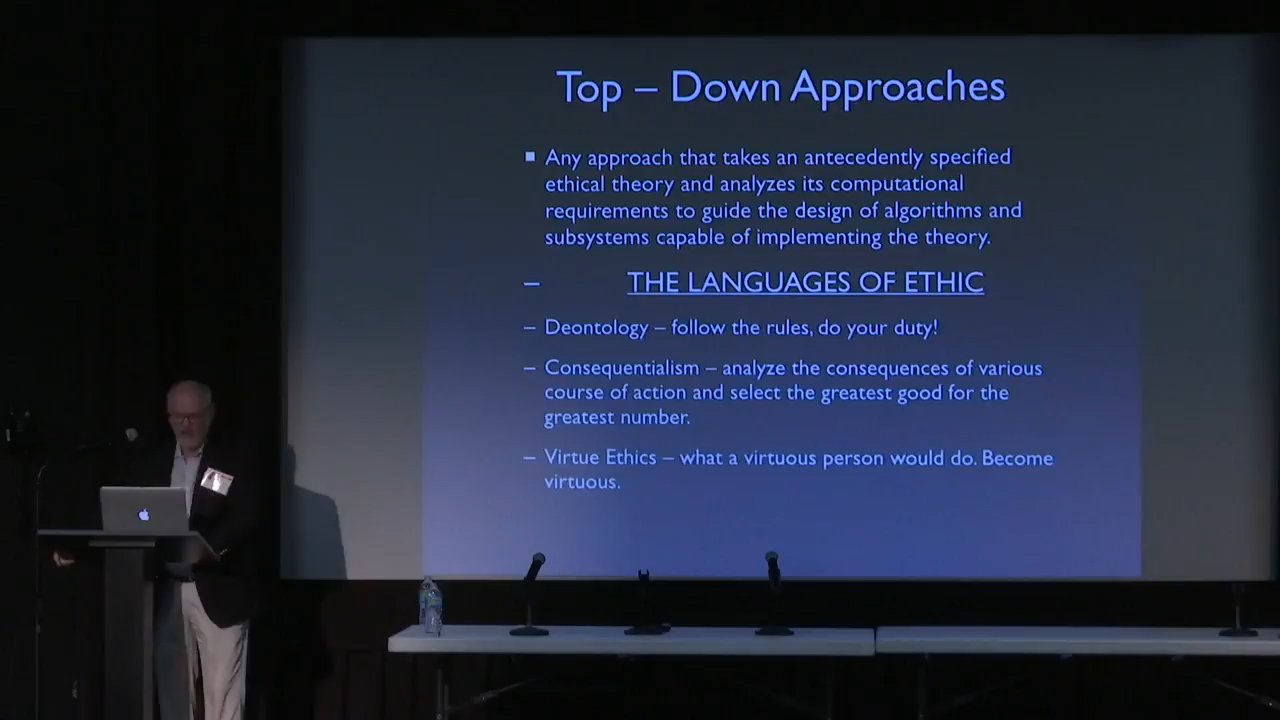 Top – Down Approaches
▪ Any approach that takes an antecedently specified
ethical theory and analyzes its computational
requirements to guide the design of algorithms and
subsystems capable of implementing the theory.
– THE LANGUAGES OF ETHIC
– Deontology – follow the rules, do your duty!
– Consequentialism – analyze the consequences of various
course of action and select the greatest good for the
greatest number.
– Virtue Ethics – what a virtuous person would do. Become
virtuous.